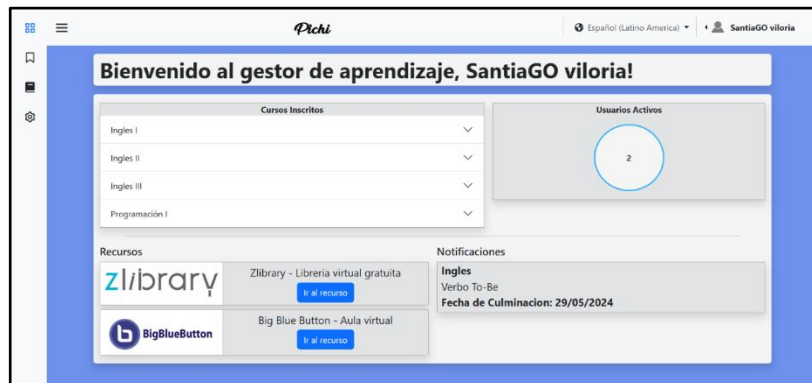 Pichi
Español (Latino America)
SantiaGO viloria
Bienvenido al gestor de aprendizaje, SantiaGO viloria!
Cursos Inscritos
Ingles I
Ingles II
Ingles III
Programación I
Usuarios Activos
2
Recursos
Zlibrary
Zlibrary - Libreria virtual gratuita
Ir al recurso
b BigBlueButton
Big Blue Button - Aula virtual
Ir al recurso
Notificaciones
Ingles
Verbo To-Be
Fecha de Culminacion: 29/05/2024